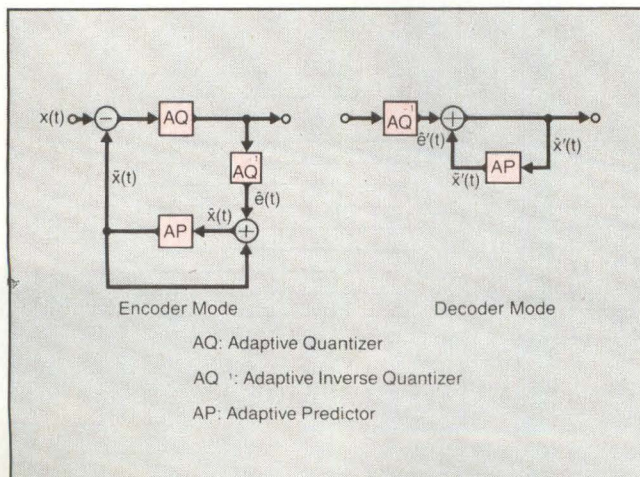 x(t)
AQ
AQ⁻¹
x̃(t)
ê(t)
x̂(t)
AP
Encoder Mode
AQ⁻¹
ê'(t)
x̂'(t)
AP
x̃'(t)
Decoder Mode
AQ: Adaptive Quantizer
AQ⁻¹: Adaptive Inverse Quantizer
AP: Adaptive Predictor